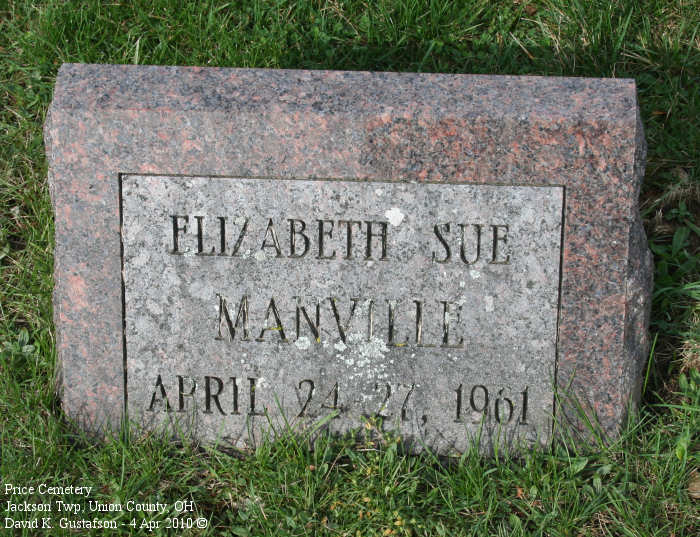 ELIZABETH SUE
MANVILLE
APRIL 24 27, 1961
Price Cemetery
Jackson Twp, Union County, OH
David K. Gustafson - 4 Apr 2010 ©